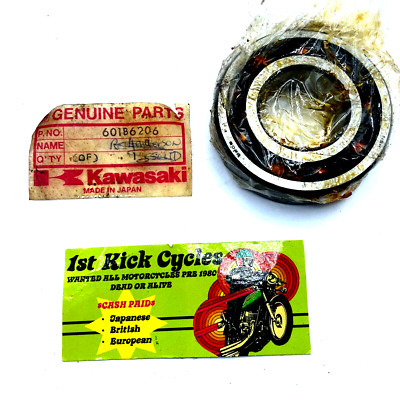 GENUINE PARTS
P. NO. 60186206
NAME
Q'TY (OF)
Kawasaki
MADE IN JAPAN
1st Kick Cycles
WANTED ALL MOTORCYCLES PRE 1980
DEAD OR ALIVE
$CASH PAID$
• Japanese
• British
• European